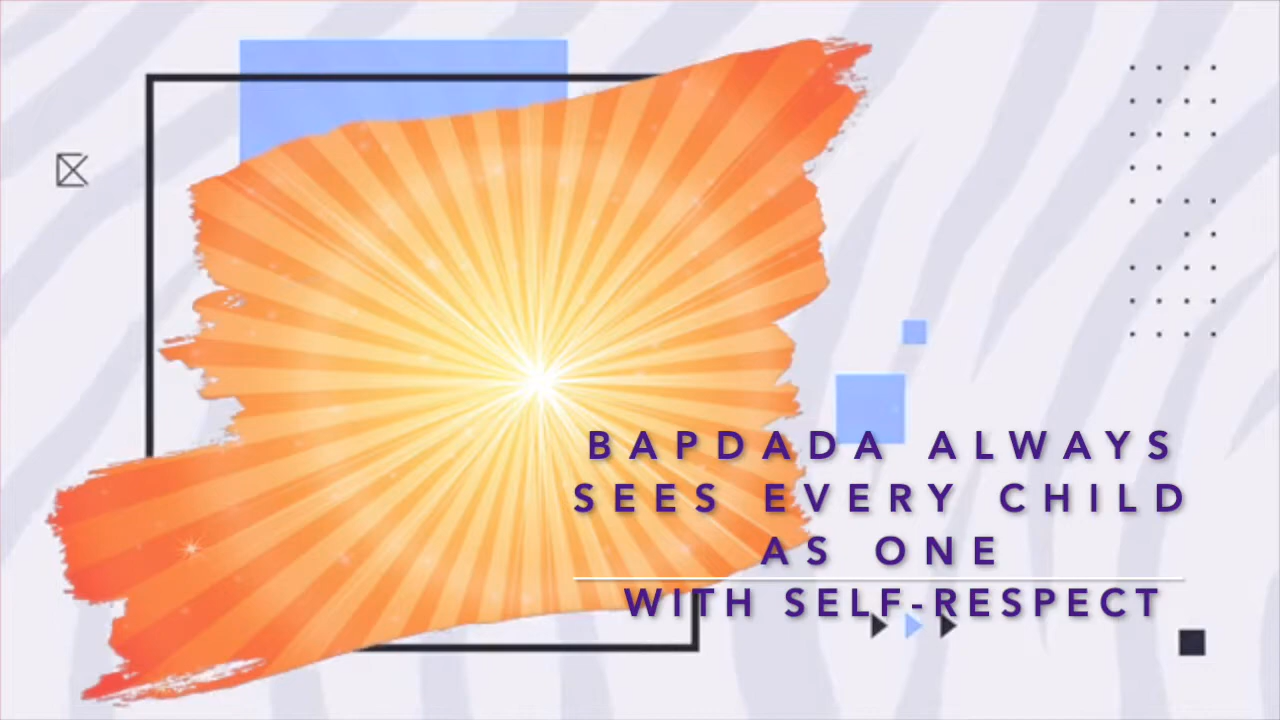 BAPDADA ALWAYS
SEES EVERY CHILD
AS ONE
WITH SELF-RESPECT